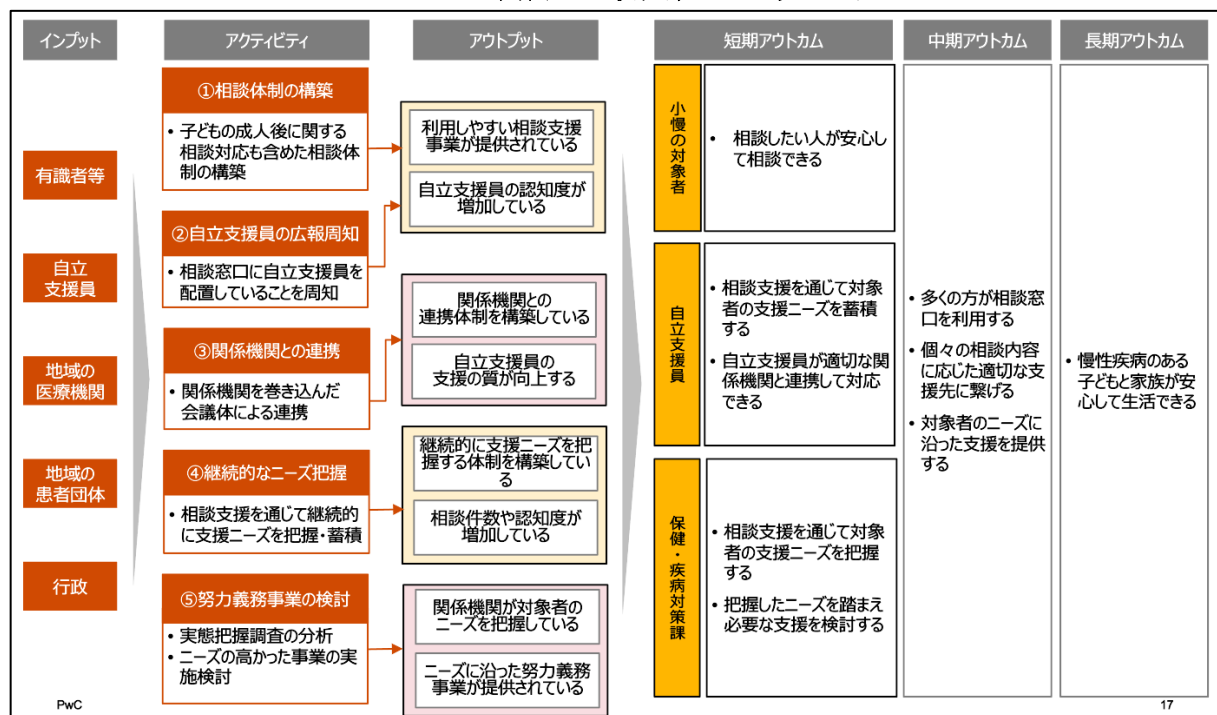 インプット
アクティビティ
アウトプット
短期アウトカム
中期アウトカム
長期アウトカム
有識者等
自立
支援員
地域の
医療機関
地域の
患者団体
行政
①相談体制の構築
• 子どもの成人後に関する
相談対応も含めた相談体
制の構築
②自立支援員の広報周知
• 相談窓口に自立支援員を
配置していることを周知
③関係機関との連携
• 関係機関を巻き込んだ
会議体による連携
④継続的なニーズ把握
• 相談支援を通じて継続的
に支援ニーズを把握・蓄積
⑤努力義務事業の検討
• 実態把握調査の分析
• ニーズの高かった事業の実
施検討
利用しやすい相談支援
事業が提供されている
自立支援員の認知度が
増加している
関係機関との
連携体制を構築している
自立支援員の
支援の質が向上する
継続的に支援ニーズを把
握する体制を構築してい
る
相談件数や認知度が
増加している
関係機関が対象者の
ニーズを把握している
ニーズに沿った努力義務
事業が提供されている
小慢の対象者
• 相談したい人が安心し
て相談できる
自立支援員
• 相談支援を通じて対象
者の支援ニーズを蓄積
する
• 自立支援員が適切な関
係機関と連携して対応
できる
保健・疾病対策課
• 相談支援を通じて対象
者の支援ニーズを把握
する
• 把握したニーズを踏まえ
必要な支援を検討する
• 多くの方が相談窓
口を利用する
• 個々の相談内容
に応じた適切な支
援先に繋げる
• 対象者のニーズに
沿った支援を提供
する
• 慢性疾病のある
子どもと家族が安
心して生活できる
PwC
17